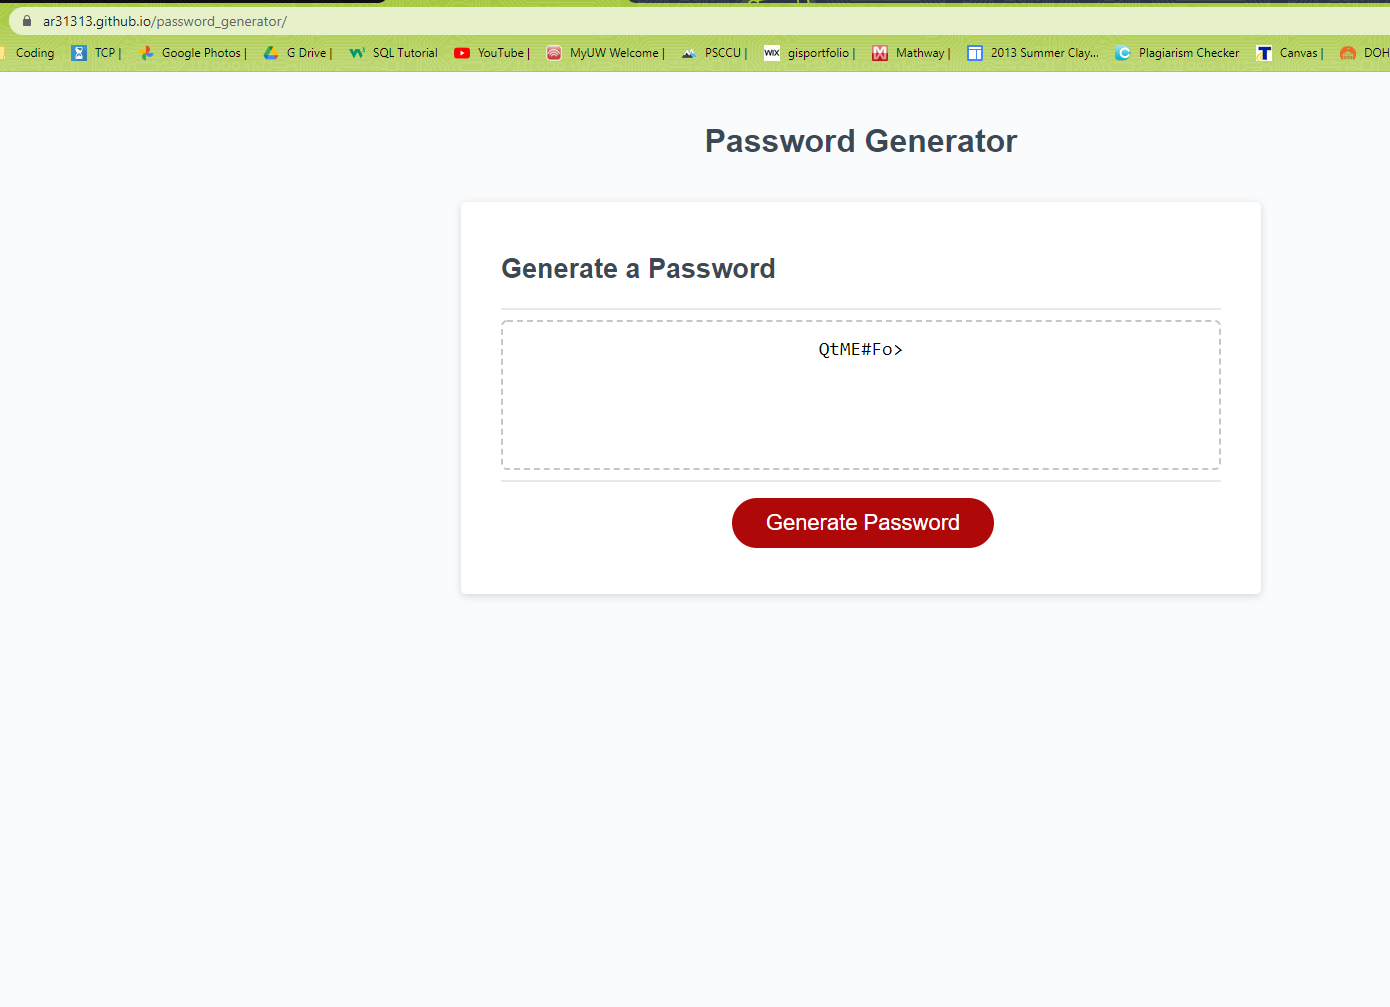 ar31313.github.io/password_generator/
Coding TCP | Google Photos | G Drive | SQL Tutorial YouTube | MyUW Welcome | PSCCU | WIX gisportfolio | Mathway | 2013 Summer Clay... Plagiarism Checker Canvas | DOH
Password Generator
Generate a Password
QtME#Fo>
Generate Password